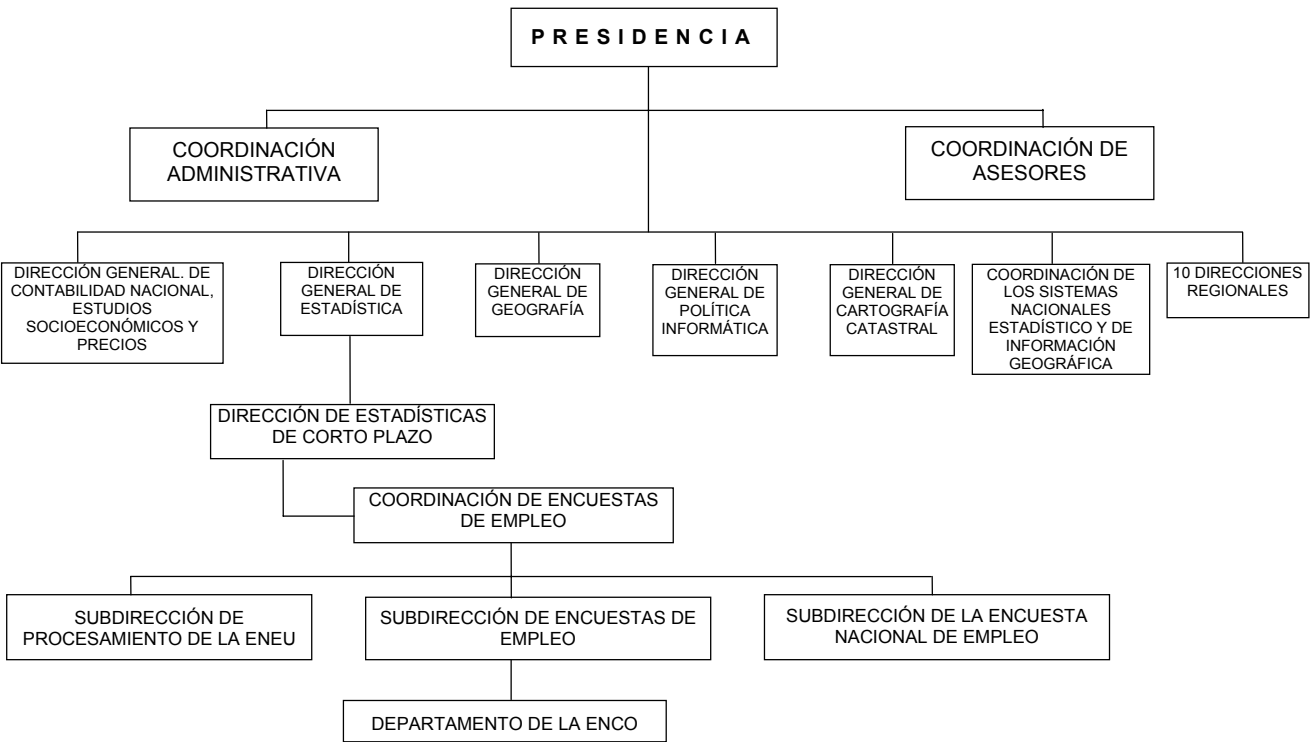 PRESIDENCIA
COORDINACIÓN
ADMINISTRATIVA
COORDINACIÓN DE
ASESORES
DIRECCIÓN GENERAL. DE
CONTABILIDAD NACIONAL,
ESTUDIOS
SOCIOECONÓMICOS Y
PRECIOS
DIRECCIÓN
GENERAL DE
ESTADÍSTICA
DIRECCIÓN
GENERAL DE
GEOGRAFÍA
DIRECCIÓN
GENERAL DE
POLÍTICA
INFORMÁTICA
DIRECCIÓN
GENERAL DE
CARTOGRAFÍA
CATASTRAL
COORDINACIÓN DE
LOS SISTEMAS
NACIONALES
ESTADÍSTICO Y DE
INFORMACIÓN
GEOGRÁFICA
10 DIRECCIONES
REGIONALES
DIRECCIÓN DE ESTADÍSTICAS
DE CORTO PLAZO
COORDINACIÓN DE ENCUESTAS
DE EMPLEO
SUBDIRECCIÓN DE
PROCESAMIENTO DE LA ENEU
SUBDIRECCIÓN DE ENCUESTAS DE
EMPLEO
SUBDIRECCIÓN DE LA ENCUESTA
NACIONAL DE EMPLEO
DEPARTAMENTO DE LA ENCO